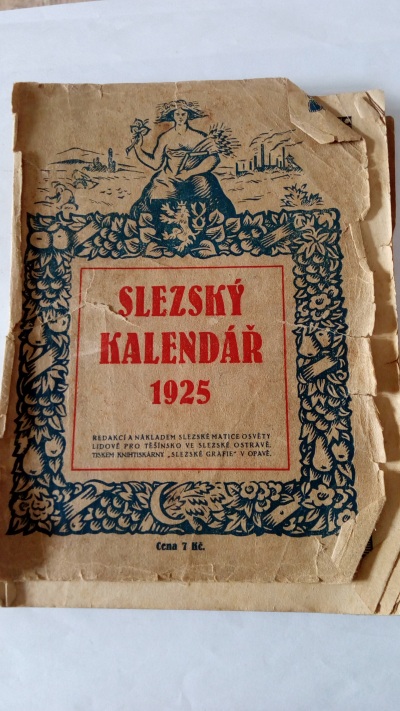 SLEZSKÝ
KALENDÁŘ
1925
REDAKCÍ A NÁKLADEM SLEZSKÉ MATICE OSVĚTY
LIDOVÉ PRO TĚŠÍNSKO VE SLEZSKÉ OSTRAVĚ.
TISKEM KNIHTISKÁRNY „SLEZSKÉ GRAFIE“ V OPAVĚ.
Cena 7 Kč.